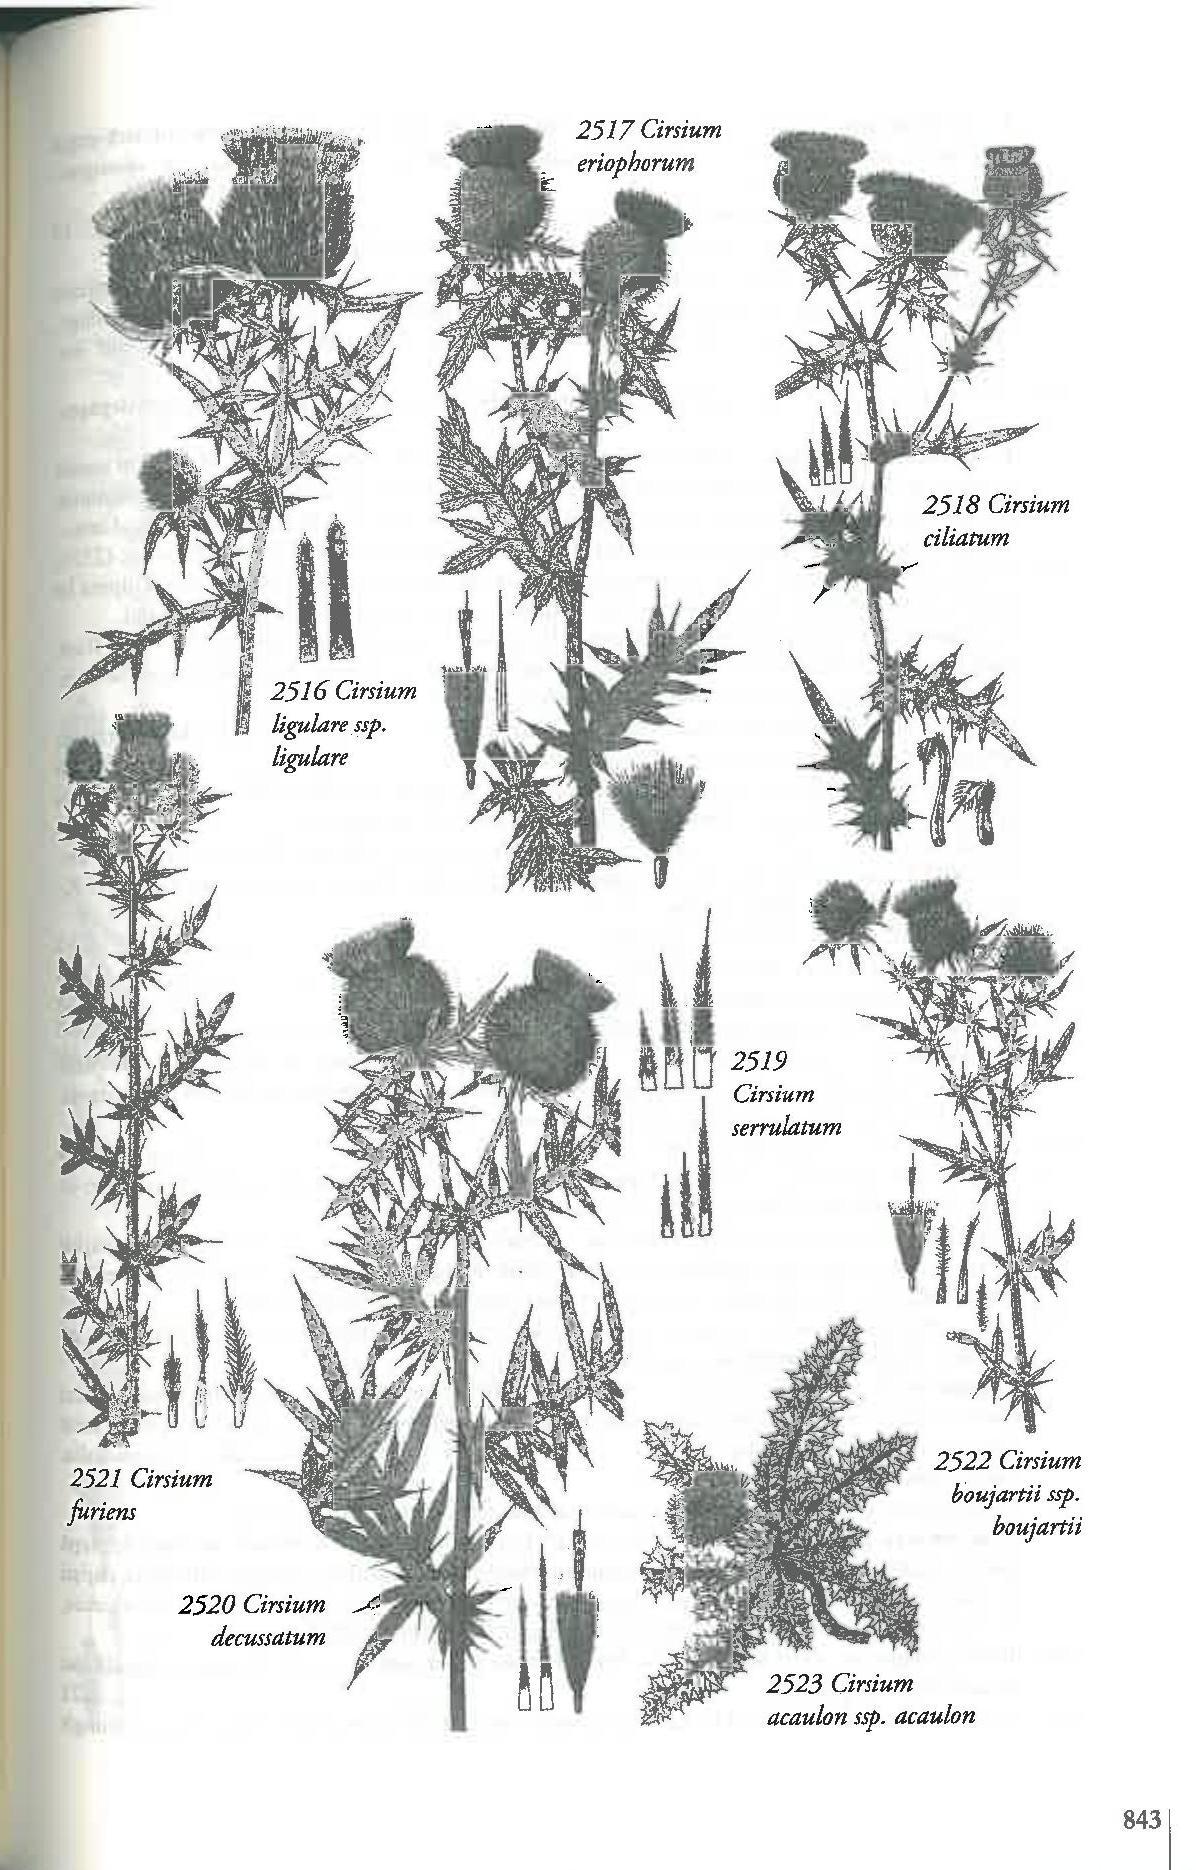 2517 Cirsium
eriophorum
2518 Cirsium
ciliatum
2516 Cirsium
ligulare ssp.
ligulare
2519
Cirsium
serrulatum
2521 Cirsium
furiens
2522 Cirsium
boujartii ssp.
boujartii
2520 Cirsium
decussatum
2523 Cirsium
acaulon ssp. acaulon
843